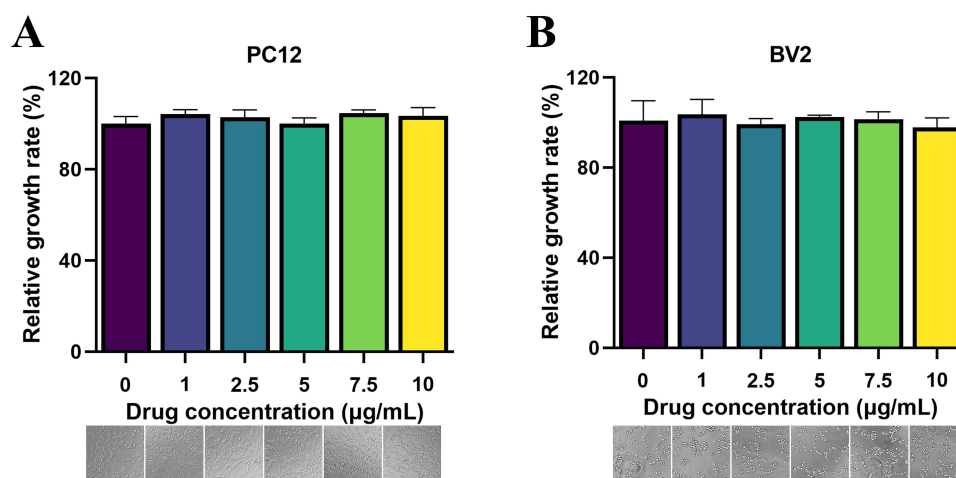 A
PC12
Relative growth rate (%)
120
80
40
0
0 1 2.5 5 7.5 10
Drug concentration (µg/mL)
B
BV2
Relative growth rate (%)
120
80
40
0
0 1 2.5 5 7.5 10
Drug concentration (µg/mL)